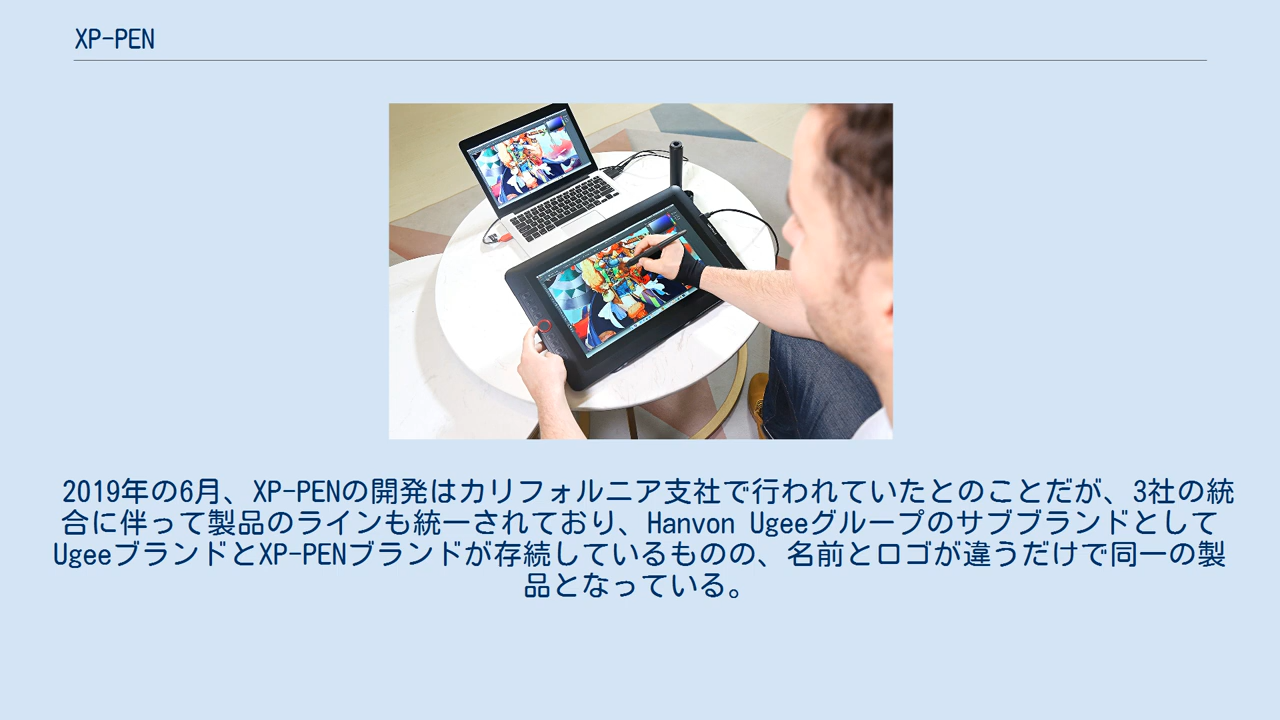 XP-PEN
2019年の6月、XP-PENの開発はカリフォルニア支社で行われていたとのことだが、3社の統
合に伴って製品のラインも統一されており、Hanvon Ugeeグループのサブブランドとして
UgeeブランドとXP-PENブランドが存続しているものの、名前とロゴが違うだけで同一の製
品となっている。